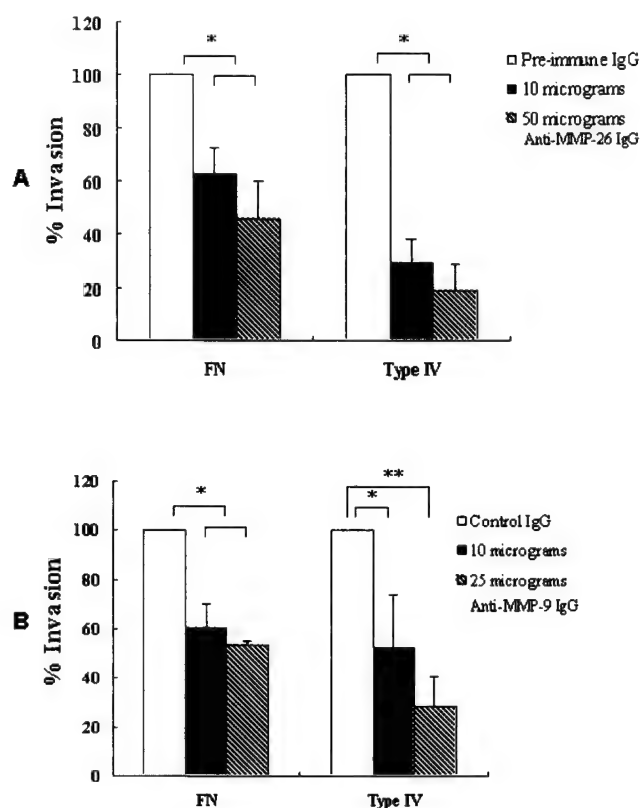 A
% Invasion
120
100
80
60
40
20
0
*
*
FN
Type IV
Pre-immune IgG
10 micrograms
50 micrograms
Anti-MMP-26 IgG
B
% Invasion
120
100
80
60
40
20
0
*
**
*
FN
Type IV
Control IgG
10 micrograms
25 micrograms
Anti-MMP-9 IgG